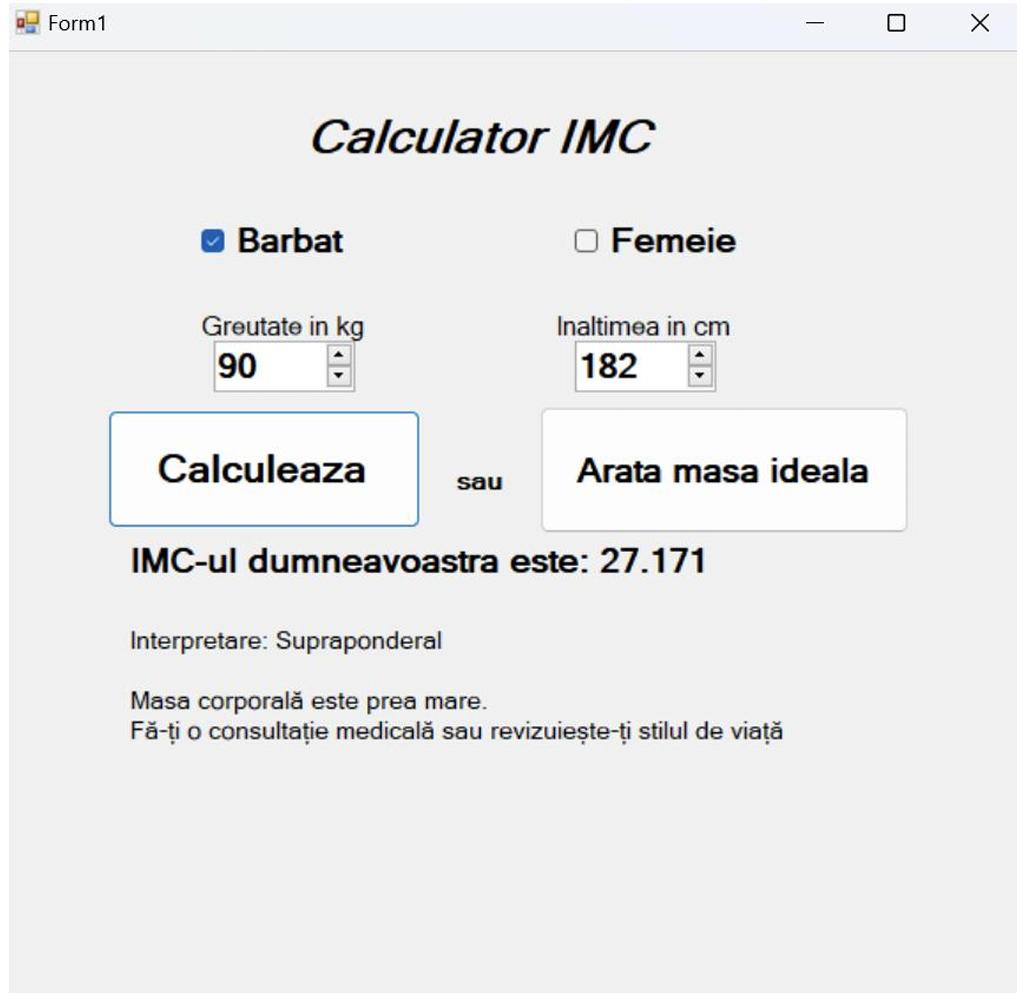 Form1
Calculator IMC
Barbat Femeie
Greutate in kg Inaltimea in cm
90 182
Calculeaza sau Arata masa ideala
IMC-ul dumneavoastra este: 27.171
Interpretare: Supraponderal
Masa corporală este prea mare.
Fă-ți o consultație medicală sau revizuiește-ți stilul de viață